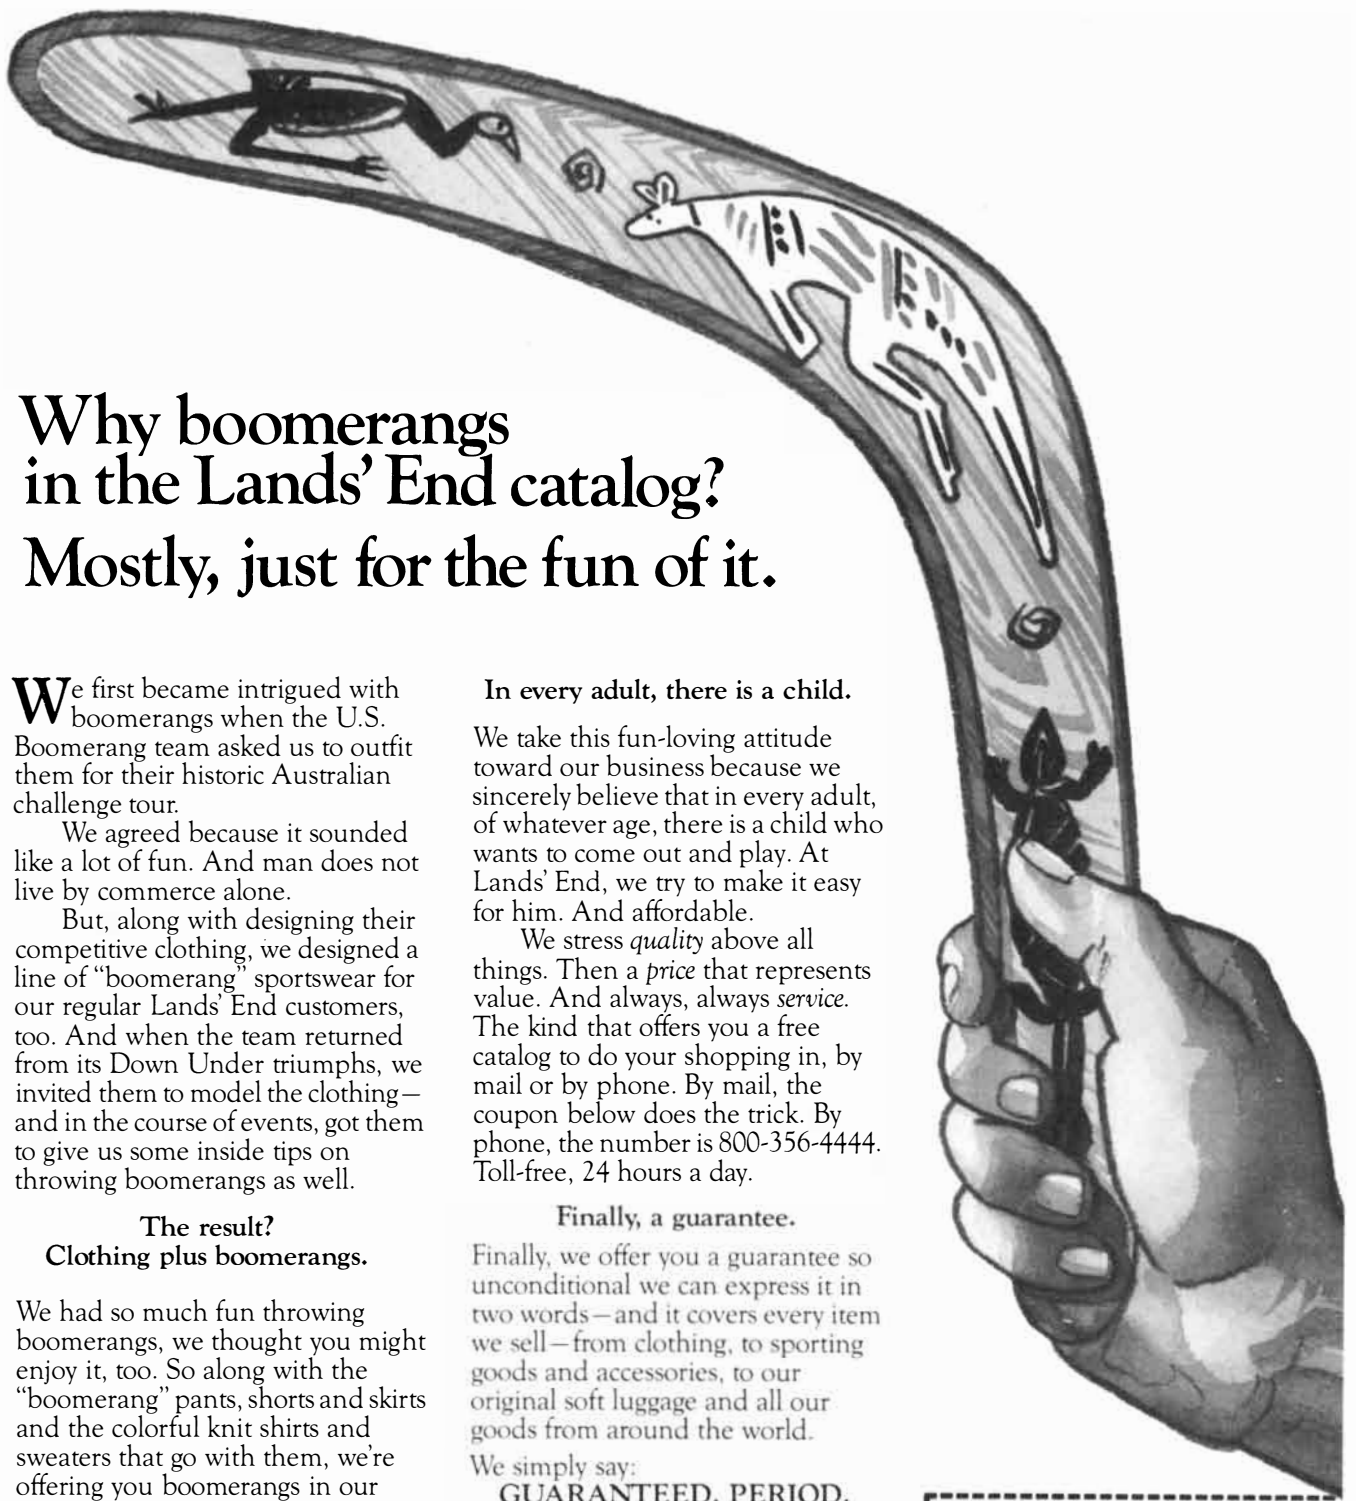 Why boomerangs
in the Lands' End catalog?
Mostly, just for the fun of it.
We first became intrigued with
boomerangs when the U.S.
Boomerang team asked us to outfit
them for their historic Australian
challenge tour.
We agreed because it sounded
like a lot of fun. And man does not
live by commerce alone.
But, along with designing their
competitive clothing, we designed a
line of “boomerang” sportswear for
our regular Lands' End customers,
too. And when the team returned
from its Down Under triumphs, we
invited them to model the clothing—
and in the course of events, got them
to give us some inside tips on
throwing boomerangs as well.
The result?
Clothing plus boomerangs.
We had so much fun throwing
boomerangs, we thought you might
enjoy it, too. So along with the
“boomerang” pants, shorts and skirts
and the colorful knit shirts and
sweaters that go with them, we're
offering you boomerangs in our
In every adult, there is a child.
We take this fun-loving attitude
toward our business because we
sincerely believe that in every adult,
of whatever age, there is a child who
wants to come out and play. At
Lands' End, we try to make it easy
for him. And affordable.
We stress quality above all
things. Then a price that represents
value. And always, always service.
The kind that offers you a free
catalog to do your shopping in, by
mail or by phone. By mail, the
coupon below does the trick. By
phone, the number is 800-356-4444.
Toll-free, 24 hours a day.
Finally, a guarantee.
Finally, we offer you a guarantee so
unconditional we can express it in
two words—and it covers every item
we sell—from clothing, to sporting
goods and accessories, to our
original soft luggage and all our
goods from around the world.
We simply say:
GUARANTEED. PERIOD.